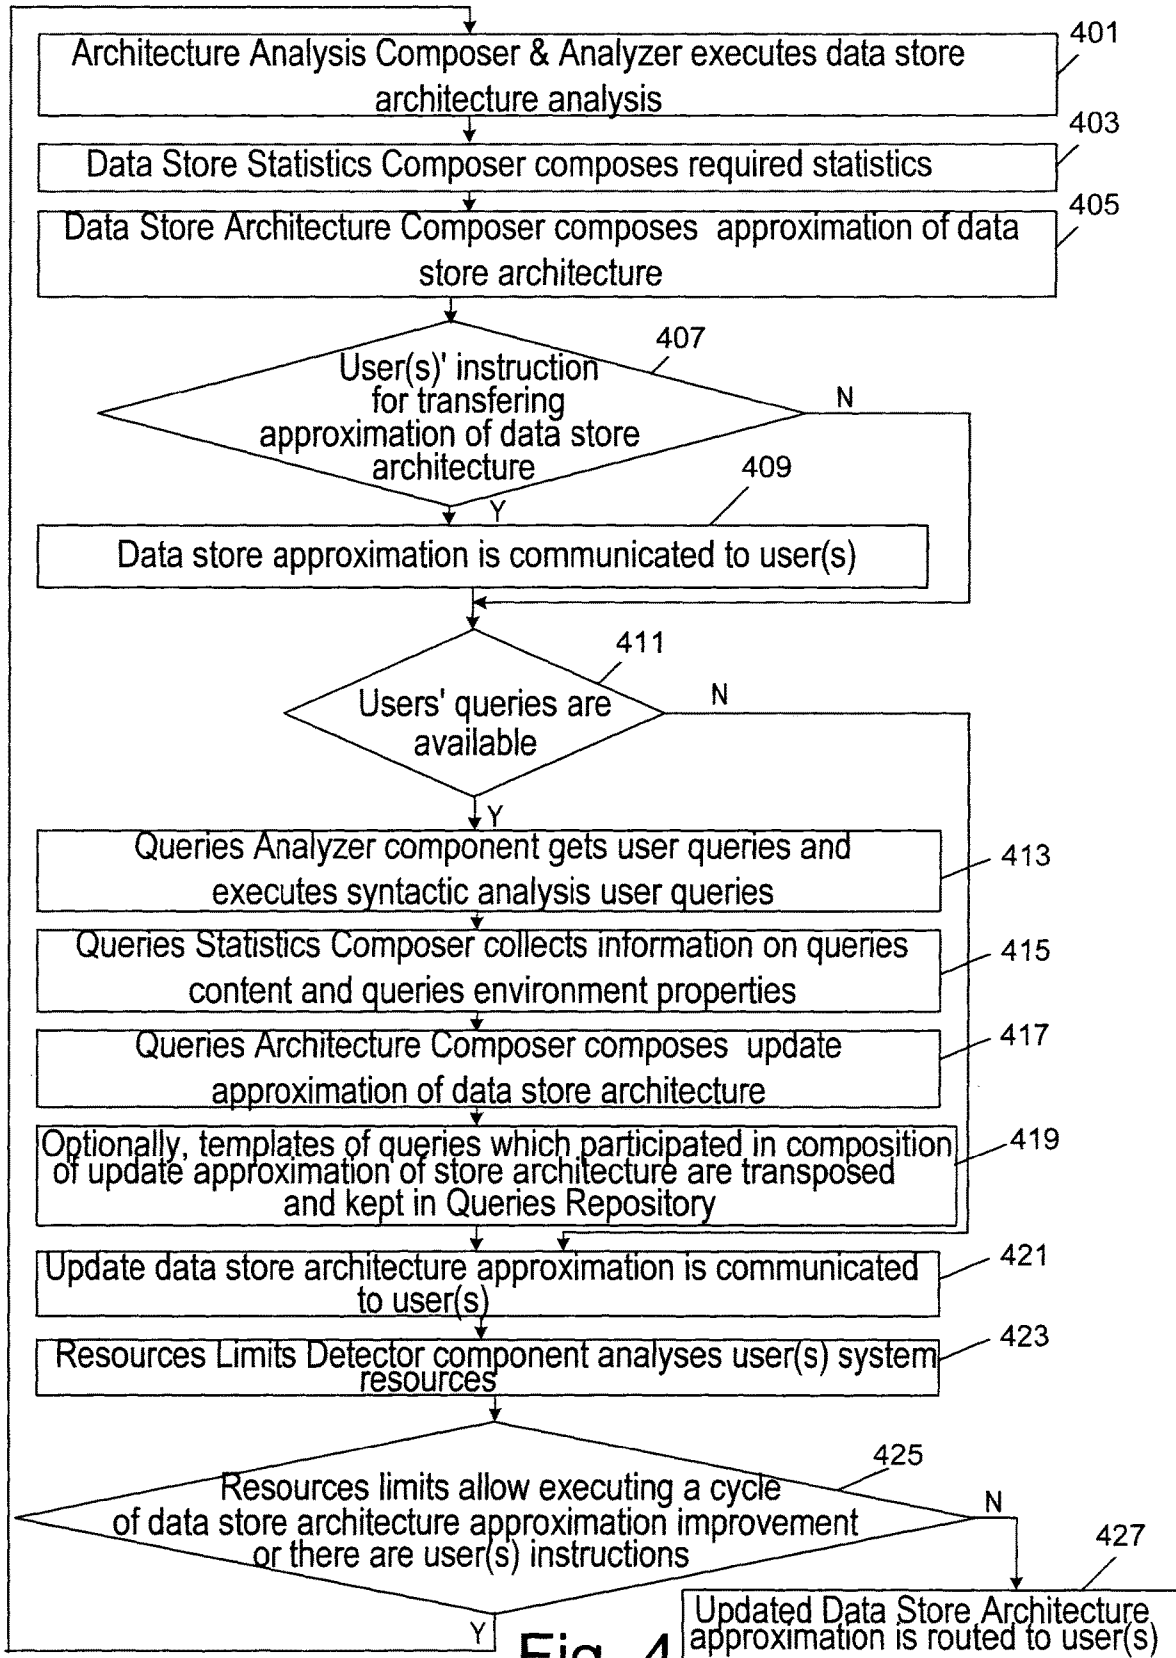 Architecture Analysis Composer & Analyzer executes data store
architecture analysis
401
Data Store Statistics Composer composes required statistics
403
Data Store Architecture Composer composes approximation of data
store architecture
405
User(s)' instruction
for transfering
approximation of data store
architecture
407
N
Y
409
Data store approximation is communicated to user(s)
411
Users' queries are
available
N
Y
Queries Analyzer component gets user queries and
executes syntactic analysis user queries
413
Queries Statistics Composer collects information on queries
content and queries environment properties
415
Queries Architecture Composer composes update
approximation of data store architecture
417
Optionally, templates of queries which participated in composition
of update approximation of store architecture are transposed
and kept in Queries Repository
419
Update data store architecture approximation is communicated
to user(s)
421
Resources Limits Detector component analyses user(s) system
resources
423
Resources limits allow executing a cycle
of data store architecture approximation improvement
or there are user(s) instructions
425
N
Y
427
Updated Data Store Architecture
approximation is routed to user(s)
Fig. 4